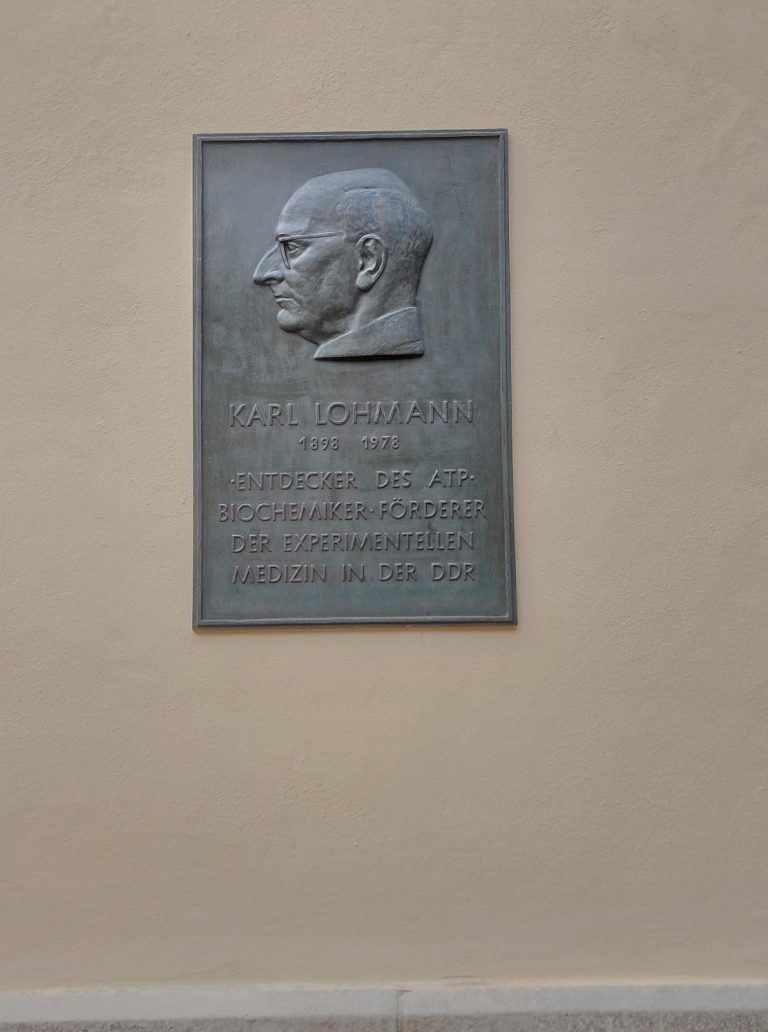 KARL LOHMANN
1898 1978
·ENTDECKER DES ATP·
BIOCHEMIKER·FÖRDERER
DER EXPERIMENTELLEN
MEDIZIN IN DER DDR